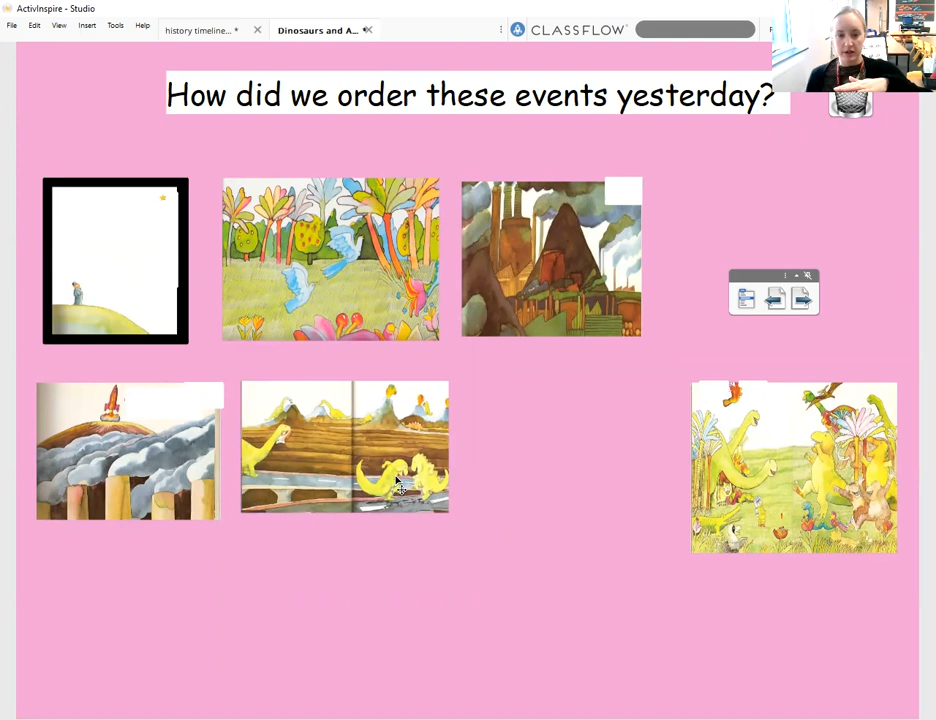 ActivInspire - Studio
File Edit View Insert Tools Help
history timeline... *
Dinosaurs and A... *
CLASSFLOW
How did we order these events yesterday?